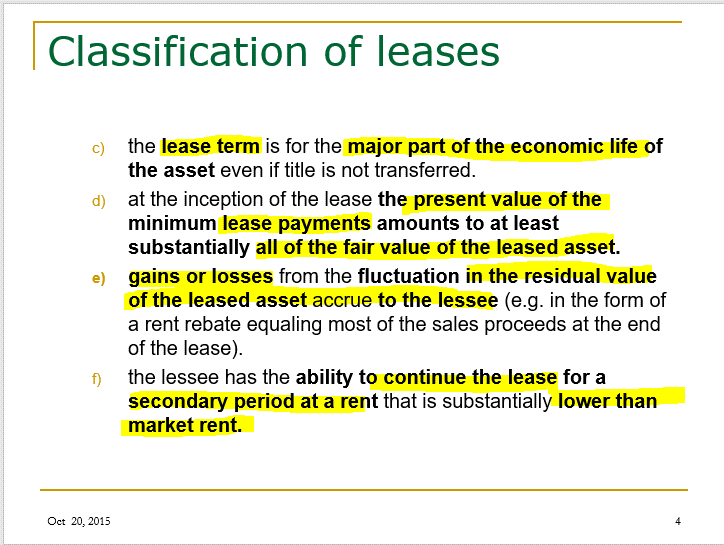 Classification of leases
c) the lease term is for the major part of the economic life of
the asset even if title is not transferred.
d) at the inception of the lease the present value of the
minimum lease payments amounts to at least
substantially all of the fair value of the leased asset.
e) gains or losses from the fluctuation in the residual value
of the leased asset accrue to the lessee (e.g. in the form of
a rent rebate equaling most of the sales proceeds at the end
of the lease).
f) the lessee has the ability to continue the lease for a
secondary period at a rent that is substantially lower than
market rent.
Oct 20, 2015 4